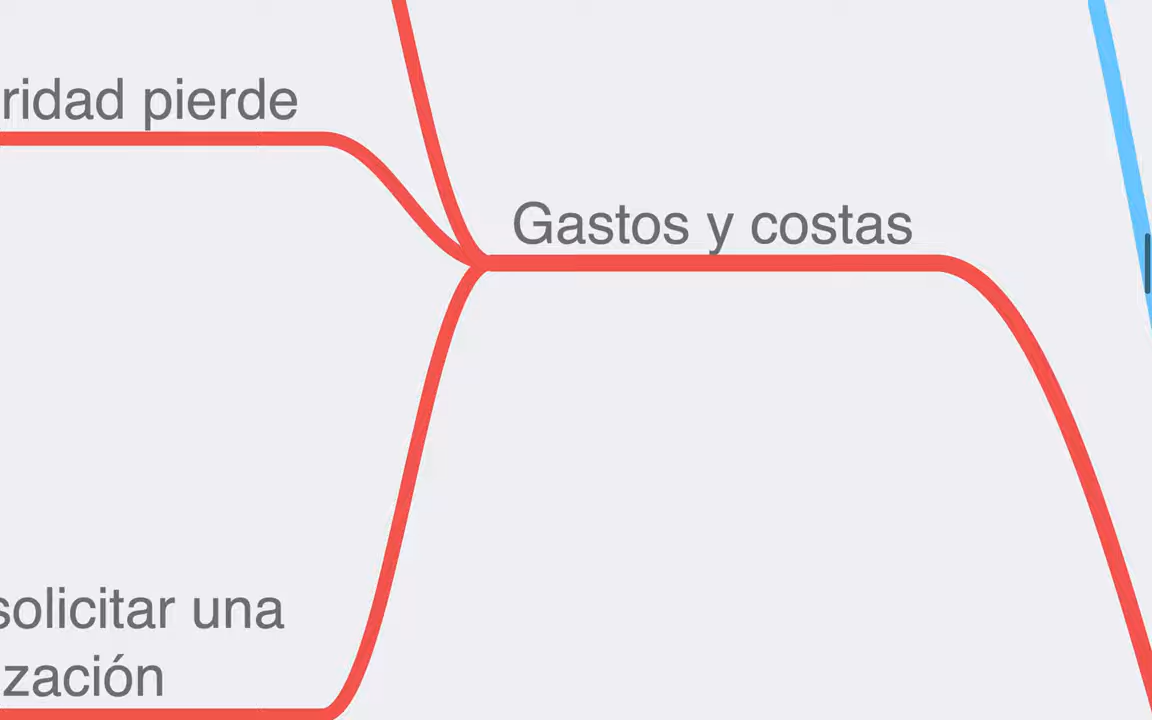 ridad pierde
Gastos y costas
solicitar una
zación